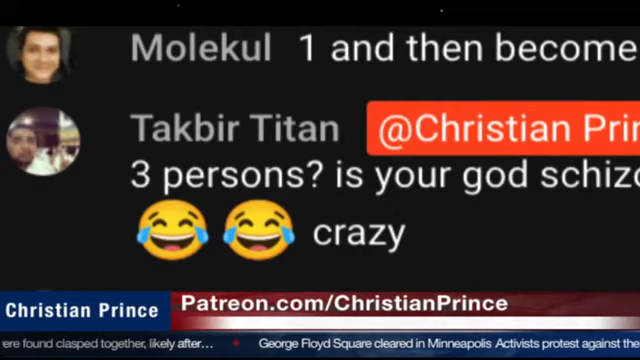 Molekul 1 and then become
Takbir Titan @Christian Prin
3 persons? is your god schizo
😂 😂 crazy
Christian Prince
Patreon.com/ChristianPrince
were found clasped together, likely after… George Floyd Square cleared in Minneapolis Activists protest against the